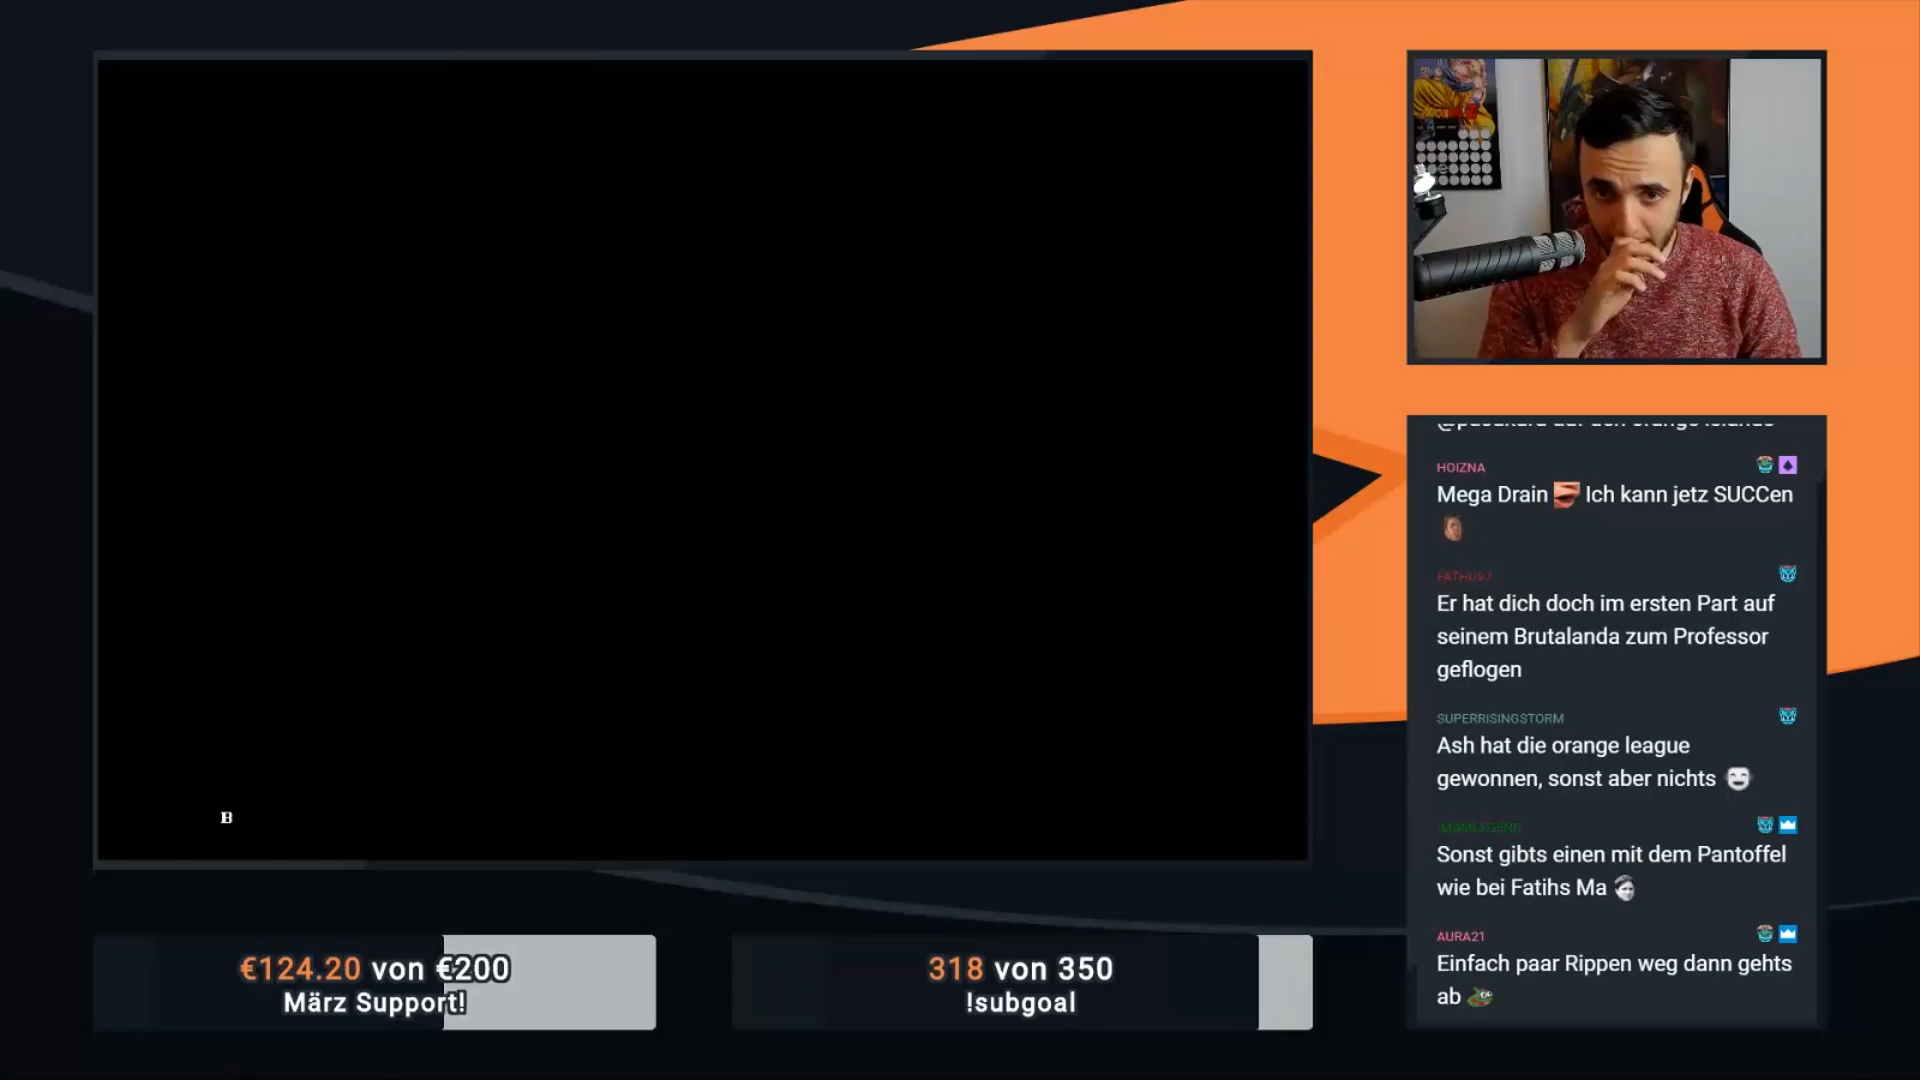 B
HOIZNA
Mega Drain Ich kann jetz SUCCen
FATHU97
Er hat dich doch im ersten Part auf
seinem Brutalanda zum Professor
geflogen
SUPERRISINGSTORM
Ash hat die orange league
gewonnen, sonst aber nichts
Sonst gibts einen mit dem Pantoffel
wie bei Fatihs Ma
AURA21
Einfach paar Rippen weg dann gehts
ab
€124.20 von €200
März Support!
318 von 350
!subgoal